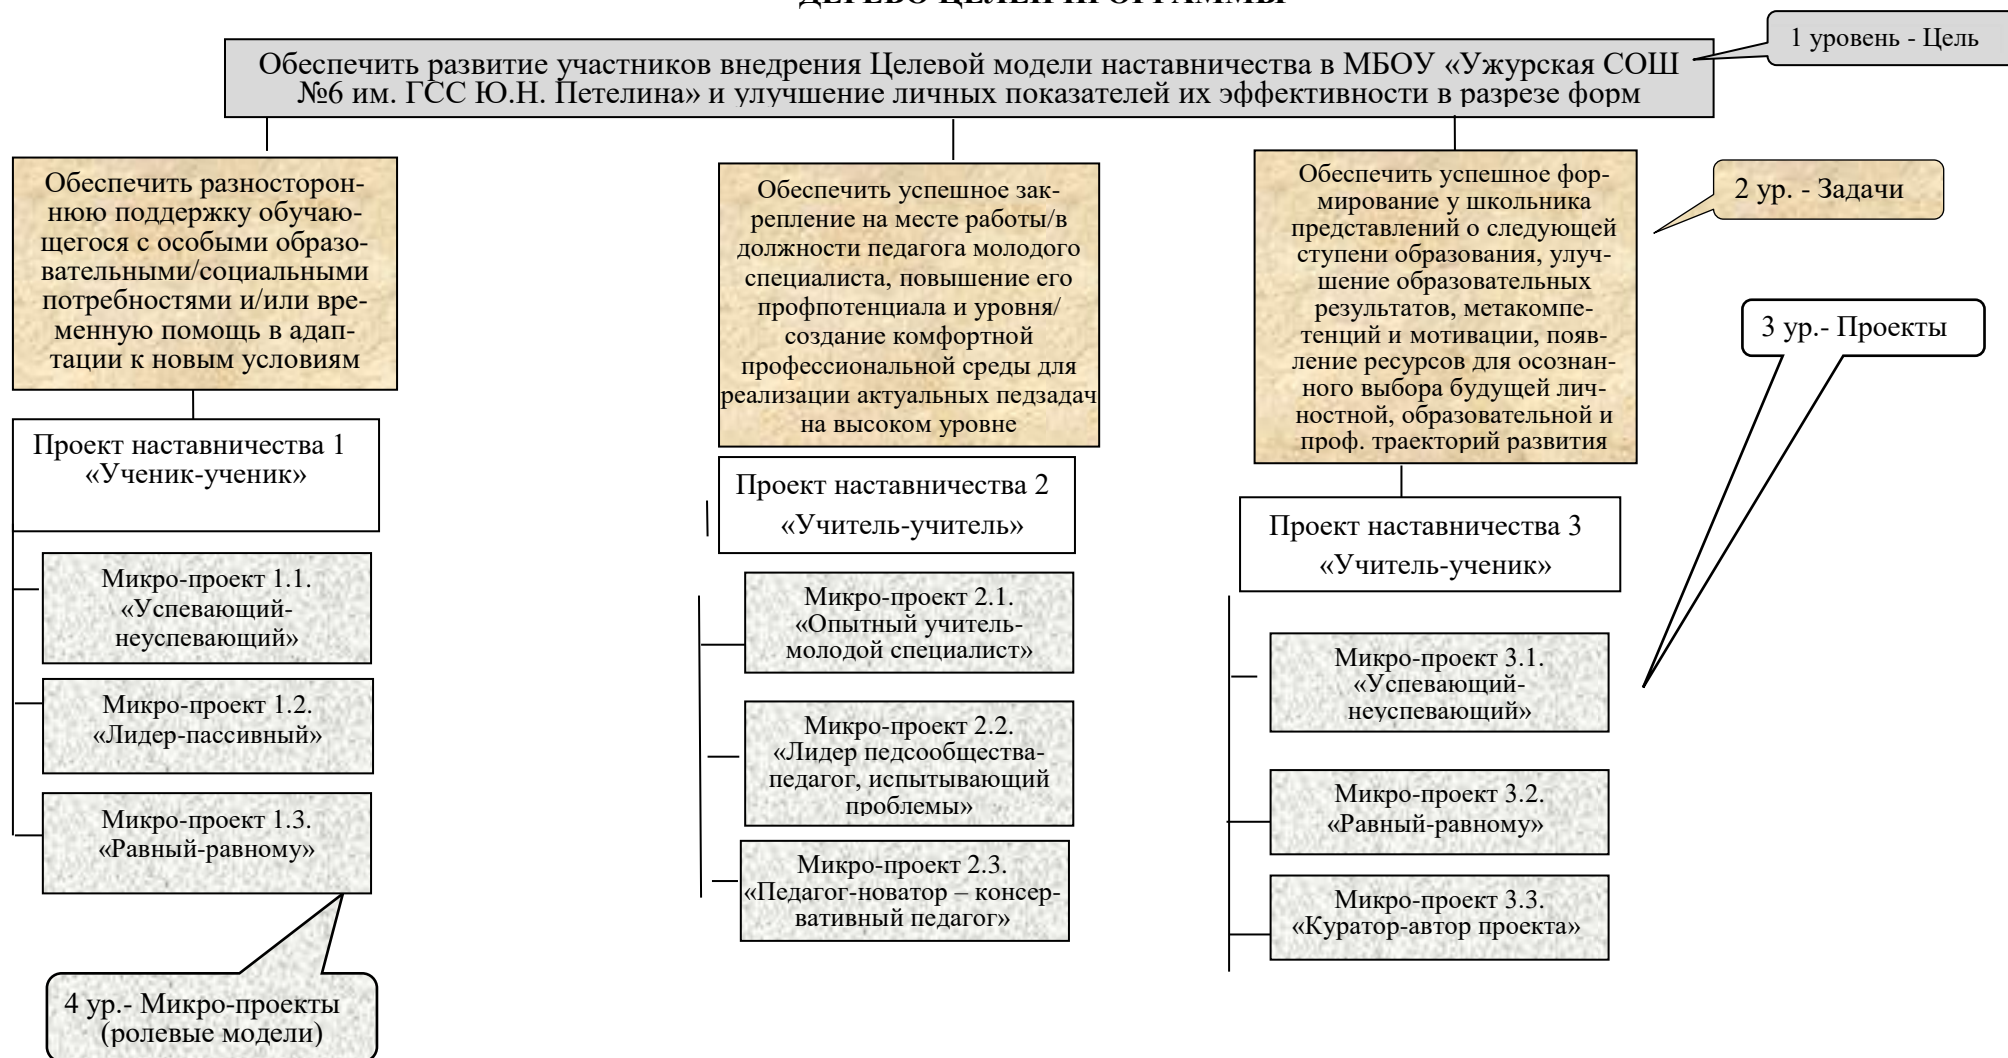 ДЕРЕВО ЦЕЛЕЙ ПРОГРАММЫ
1 уровень - Цель
Обеспечить развитие участников внедрения Целевой модели наставничества в МБОУ «Ужурская СОШ
№6 им. ГСС Ю.Н. Петелина» и улучшение личных показателей их эффективности в разрезе форм
Обеспечить разносторон-
нюю поддержку обучаю-
щегося с особыми образо-
вательными/социальными
потребностями и/или вре-
менную помощь в адап-
тации к новым условиям
Обеспечить успешное зак-
репление на месте работы/в
должности педагога молодого
специалиста, повышение его
профпотенциала и уровня/
создание комфортной
профессиональной среды для
реализации актуальных педзадач
на высоком уровне
Обеспечить успешное фор-
мирование у школьника
представлений о следующей
ступени образования, улуч-
шение образовательных
результатов, метакомпе-
тенций и мотивации, появ-
ление ресурсов для осознан-
ного выбора будущей лич-
ностной, образовательной и
проф. траекторий развития
2 ур. - Задачи
3 ур.- Проекты
Проект наставничества 1
«Ученик-ученик»
Проект наставничества 2
«Учитель-учитель»
Проект наставничества 3
«Учитель-ученик»
Микро-проект 1.1.
«Успевающий-
неуспевающий»
Микро-проект 1.2.
«Лидер-пассивный»
Микро-проект 1.3.
«Равный-равному»
Микро-проект 2.1.
«Опытный учитель-
молодой специалист»
Микро-проект 2.2.
«Лидер педсообщества-
педагог, испытывающий
проблемы»
Микро-проект 2.3.
«Педагог-новатор – консер-
вативный педагог»
Микро-проект 3.1.
«Успевающий-
неуспевающий»
Микро-проект 3.2.
«Равный-равному»
Микро-проект 3.3.
«Куратор-автор проекта»
4 ур.- Микро-проекты
(ролевые модели)